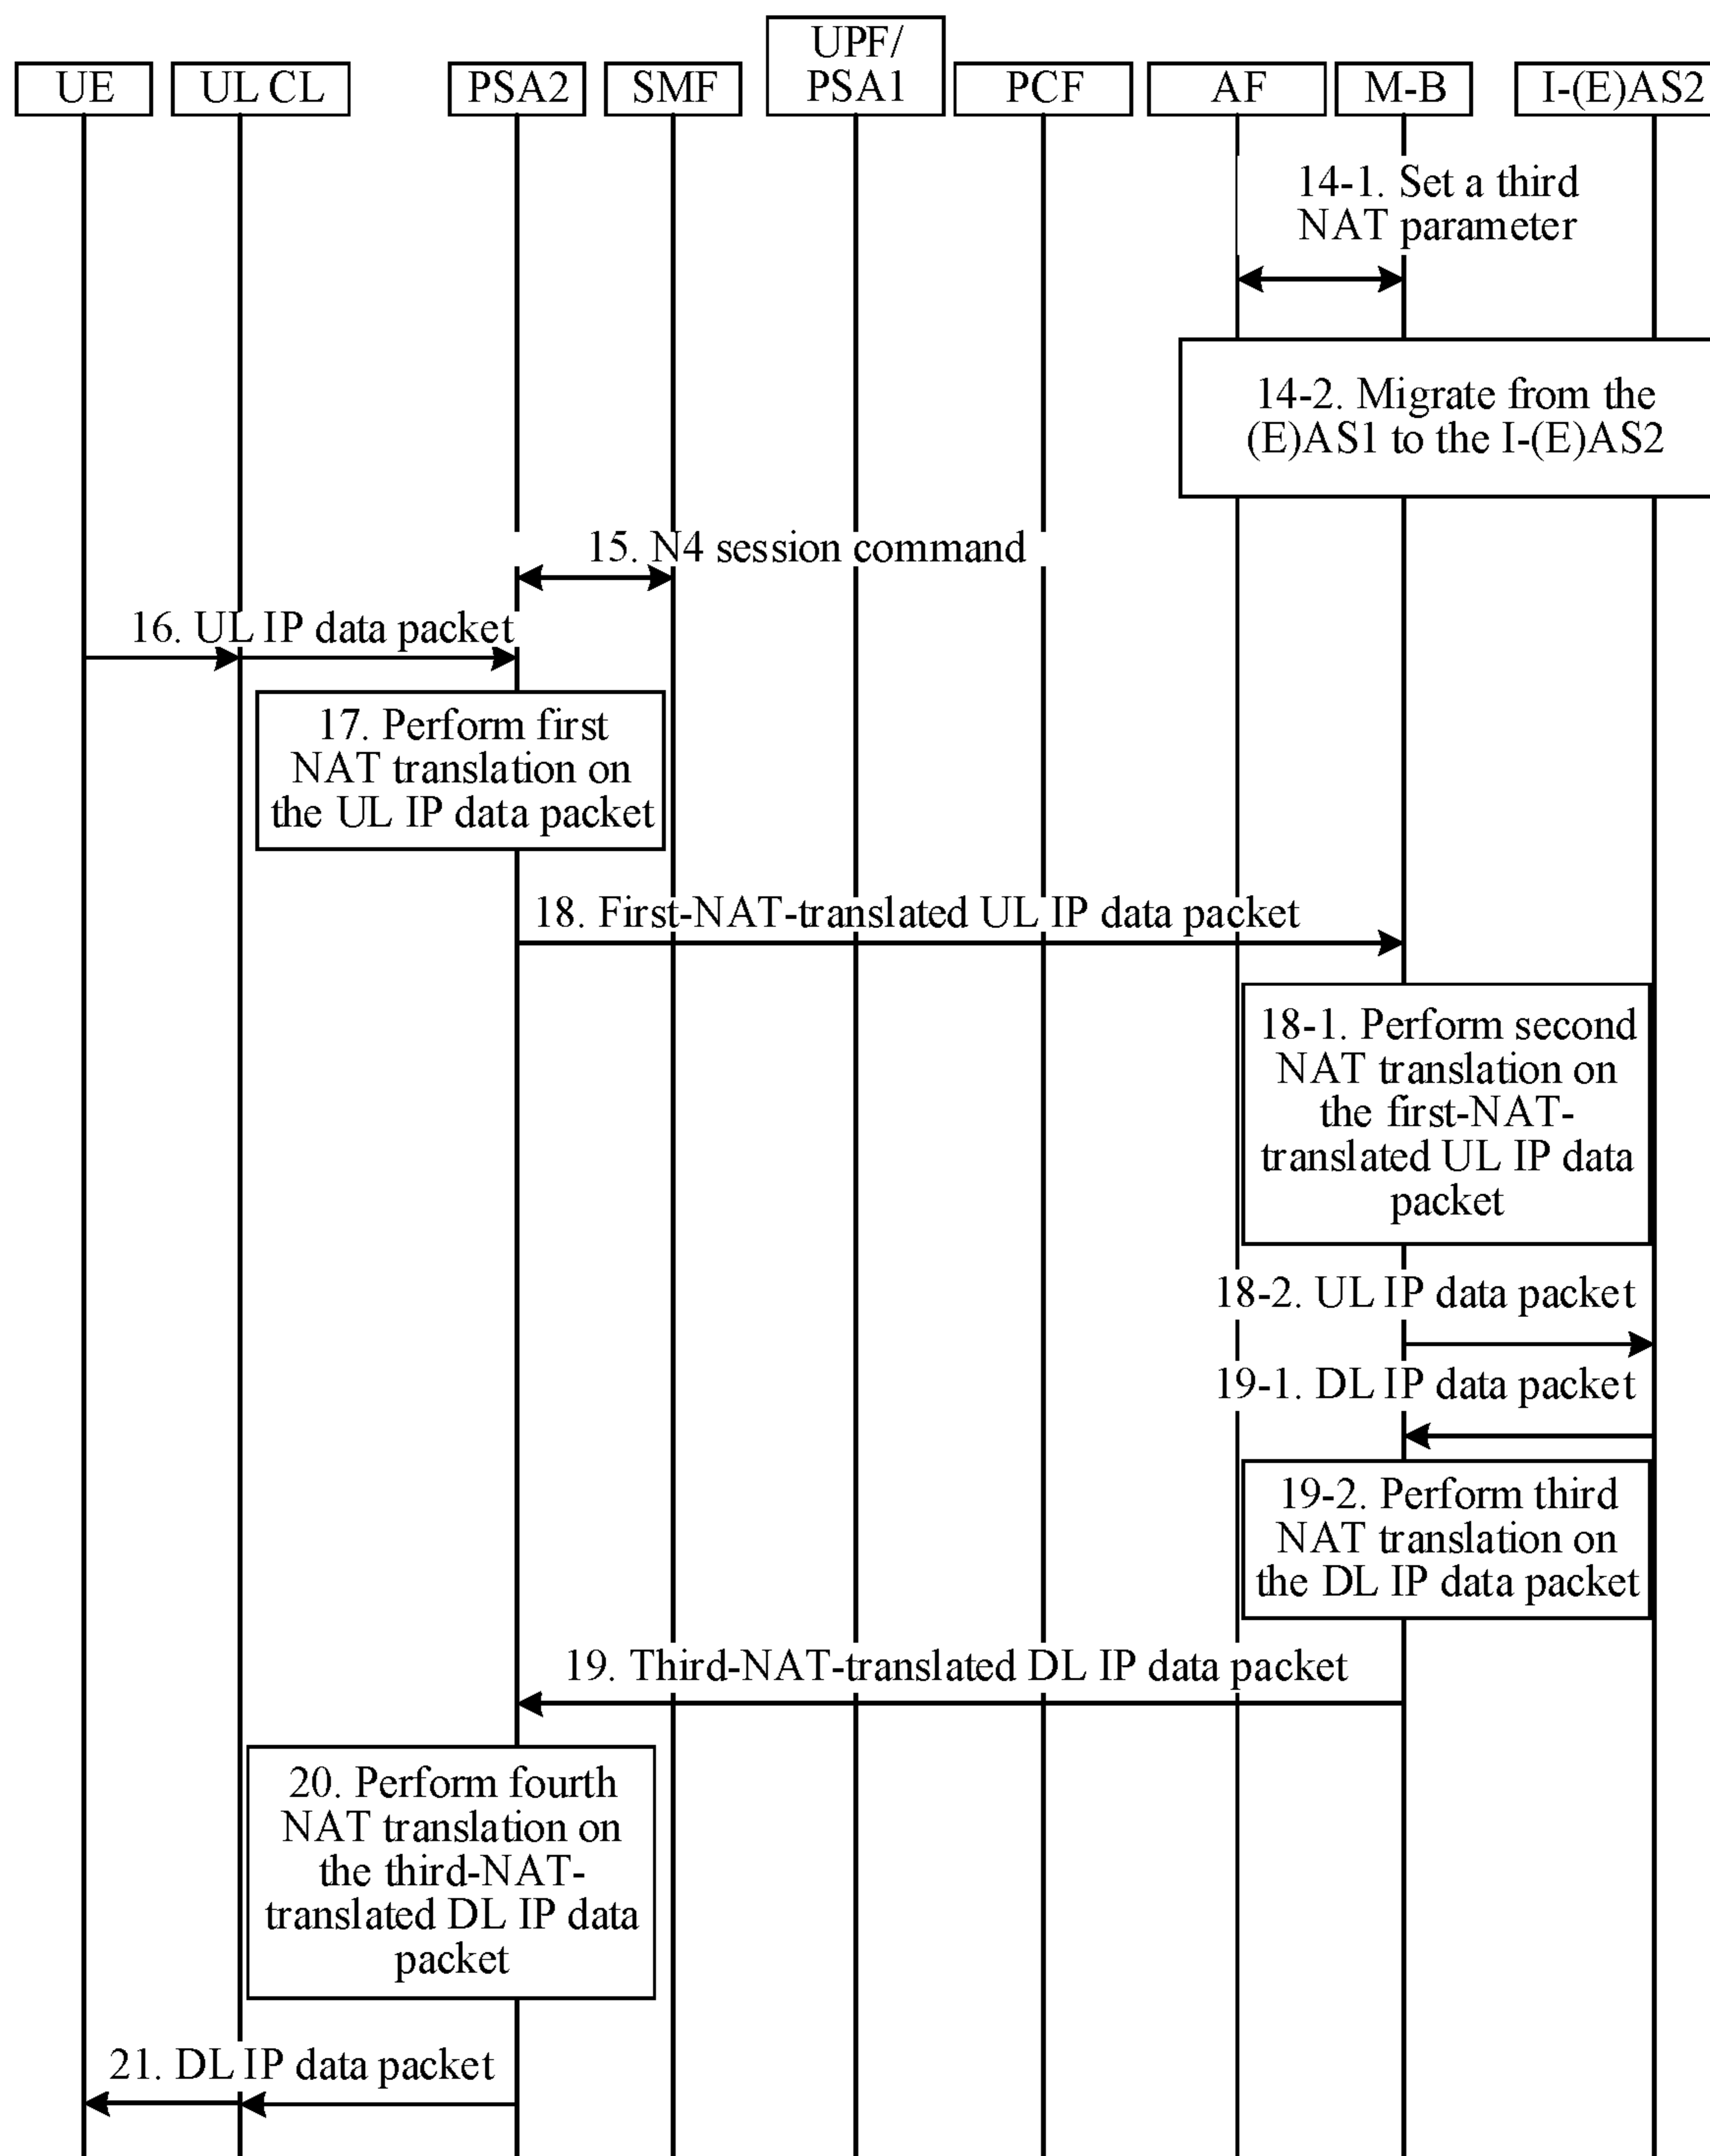 UE
UL CL
PSA2
SMF
UPF/
PSA1
PCF
AF
M-B
I-(E)AS2
14-1. Set a third
NAT parameter
14-2. Migrate from the
(E)AS1 to the I-(E)AS2
15. N4 session command
16. UL IP data packet
17. Perform first
NAT translation on
the UL IP data packet
18. First-NAT-translated UL IP data packet
18-1. Perform second
NAT translation on
the first-NAT-
translated UL IP data
packet
18-2. UL IP data packet
19-1. DL IP data packet
19-2. Perform third
NAT translation on
the DL IP data packet
19. Third-NAT-translated DL IP data packet
20. Perform fourth
NAT translation on
the third-NAT-
translated DL IP data
packet
21. DL IP data packet